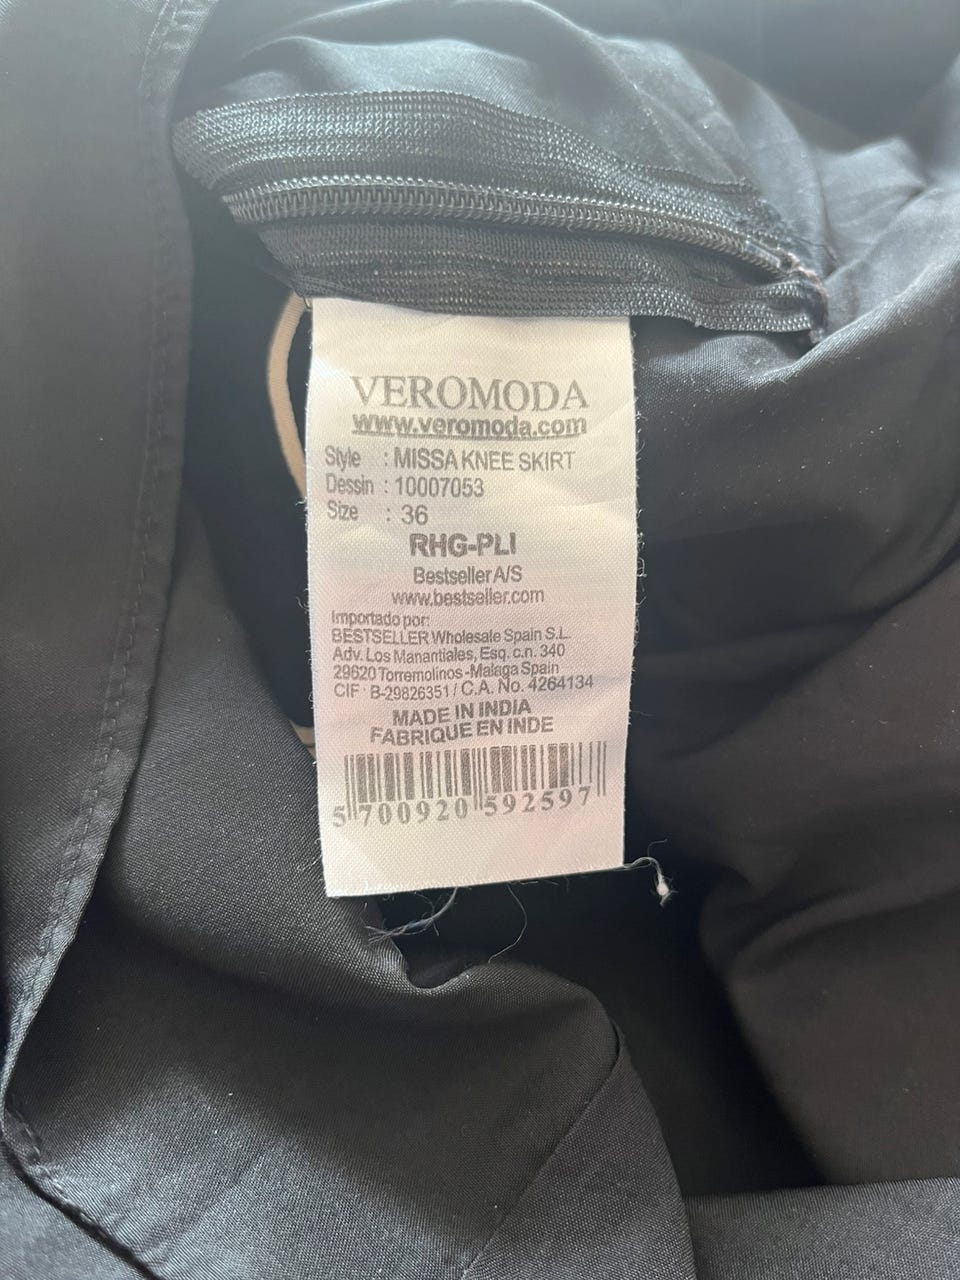 VEROMODA
www.veromoda.com
Style : MISSA KNEE SKIRT
Dessin : 10007053
Size : 36
RHG-PLI
Bestseller A/S
www.bestseller.com
Importado por:
BESTSELLER Wholesale Spain S.L.
Adv. Los Manantiales, Esq. c.n. 340
29620 Torremolinos -Malaga Spain
CIF · B-29826351 / C.A. No. 4264134
MADE IN INDIA
FABRIQUE EN INDE
5 700920 592597